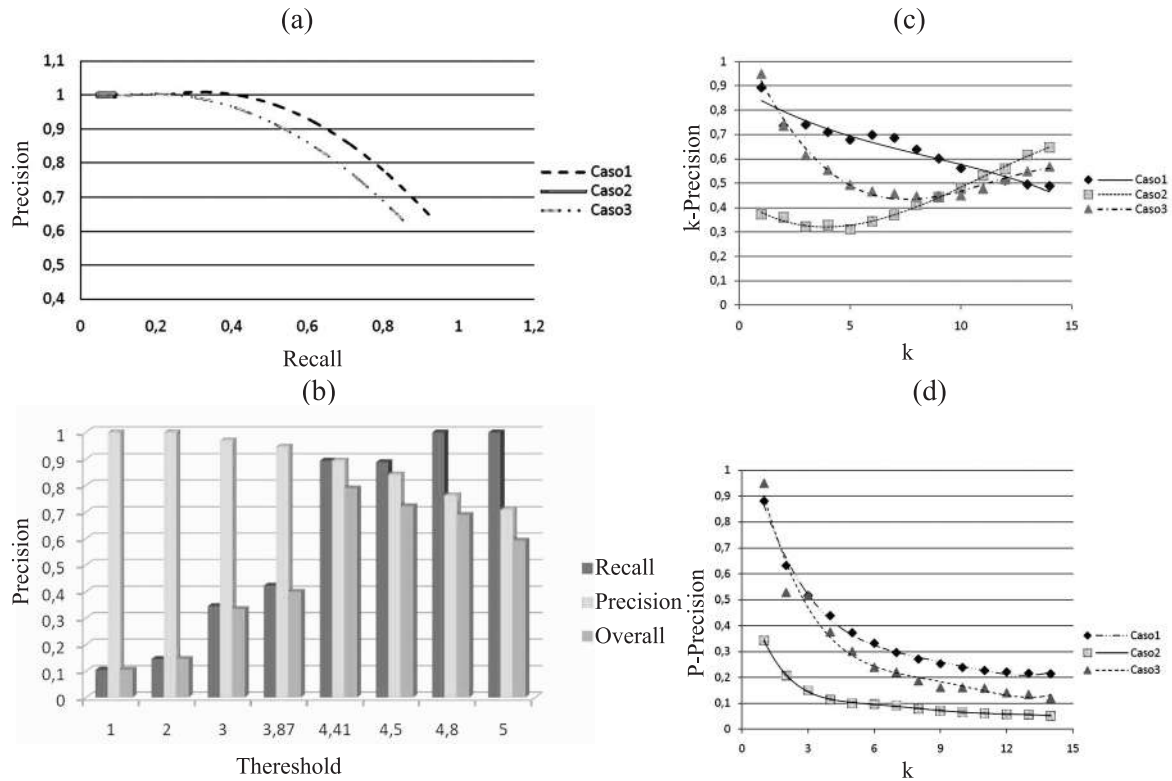 (a)
1,1
1
0,9
0,8
0,7
0,6
0,5
0,4
Precision
0 0,2 0,4 0,6 0,8 1 1,2
Recall
Caso1
Caso2
Caso3
(b)
1
0,9
0,8
0,7
0,6
0,5
0,4
0,3
0,2
0,1
0
Precision
1 2 3 3,87 4,41 4,5 4,8 5
Thereshold
Recall
Precision
Overall
(c)
1
0,9
0,8
0,7
0,6
0,5
0,4
0,3
0,2
0,1
0
k-Precision
0 5 10 15
k
Caso1
Caso2
Caso3
(d)
1
0,9
0,8
0,7
0,6
0,5
0,4
0,3
0,2
0,1
0
P-Precision
0 3 6 9 12 15
k
Caso1
Caso2
Caso3